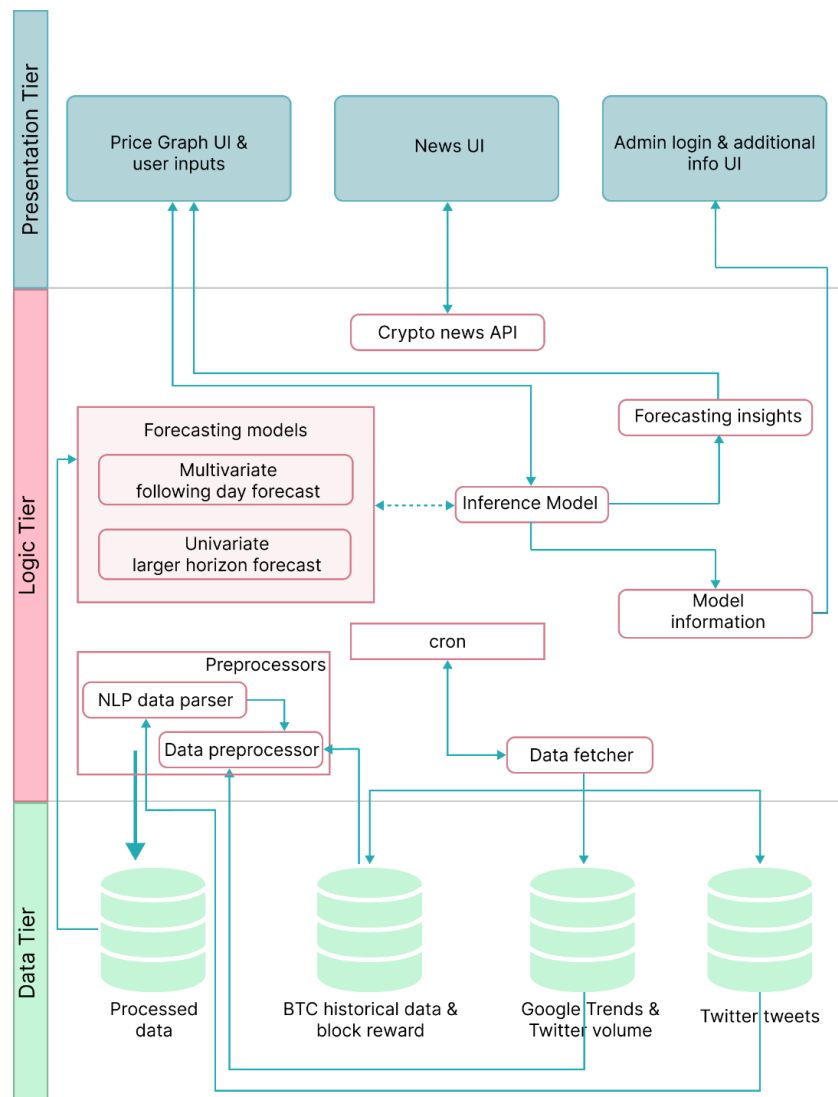 Presentation Tier
Price Graph UI &
user inputs
News UI
Admin login & additional
info UI
Logic Tier
Crypto news API
Forecasting models
Multivariate
following day forecast
Univariate
larger horizon forecast
Inference Model
Forecasting insights
Model
information
cron
Preprocessors
NLP data parser
Data preprocessor
Data fetcher
Data Tier
Processed
data
BTC historical data &
block reward
Google Trends &
Twitter volume
Twitter tweets